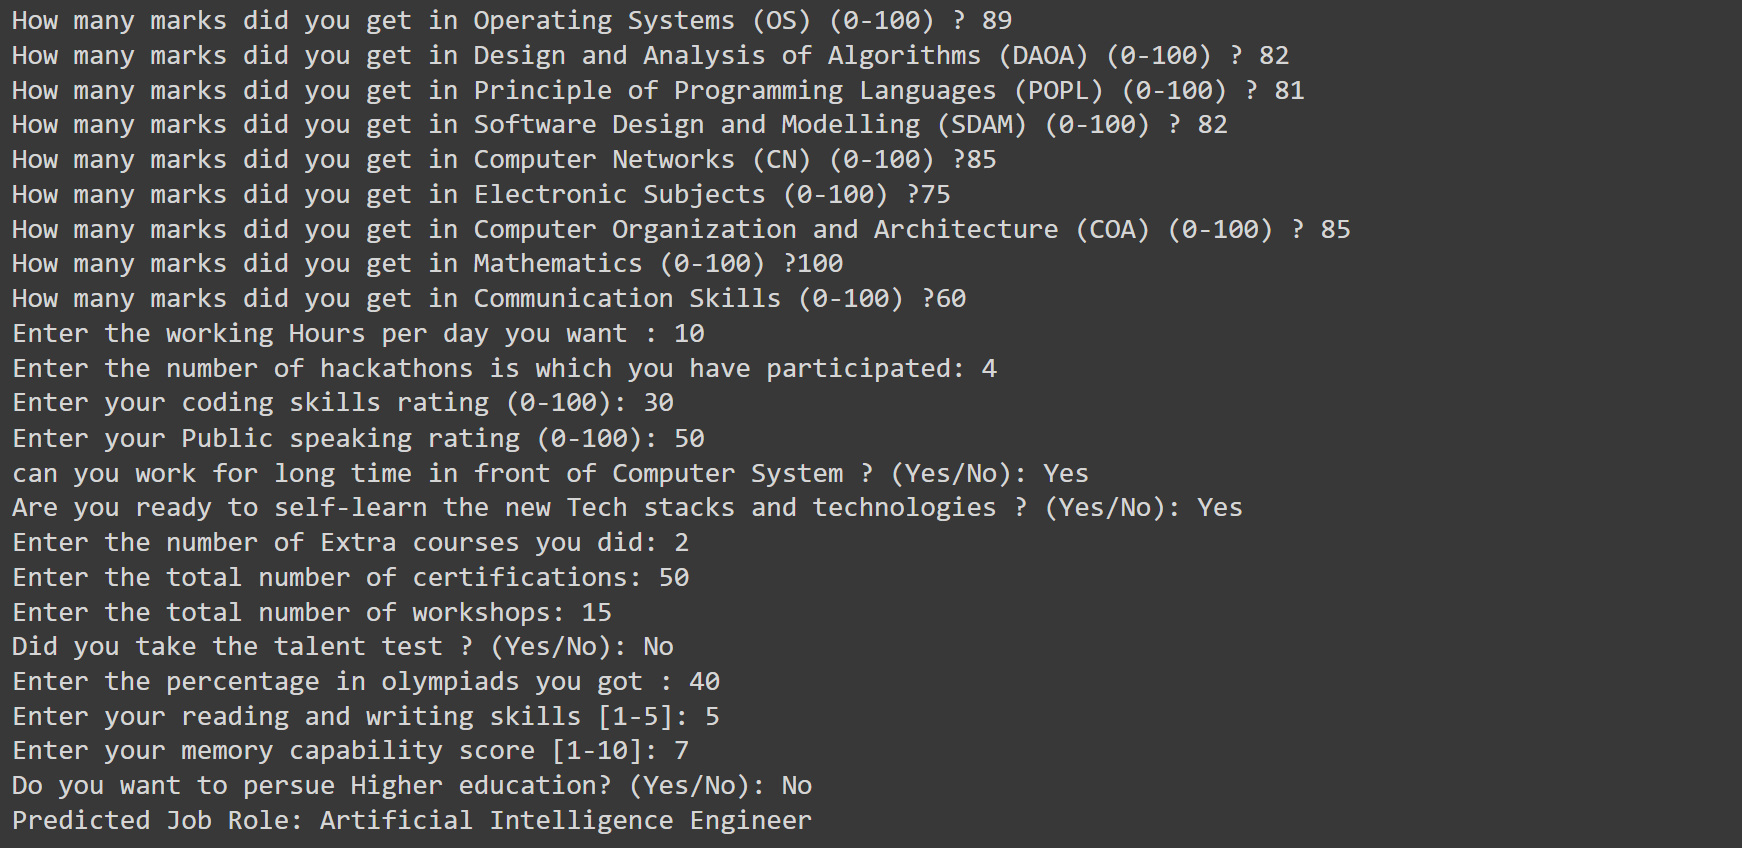 How many marks did you get in Operating Systems (OS) (0-100) ? 89
How many marks did you get in Design and Analysis of Algorithms (DAOA) (0-100) ? 82
How many marks did you get in Principle of Programming Languages (POPL) (0-100) ? 81
How many marks did you get in Software Design and Modelling (SDAM) (0-100) ? 82
How many marks did you get in Computer Networks (CN) (0-100) ?85
How many marks did you get in Electronic Subjects (0-100) ?75
How many marks did you get in Computer Organization and Architecture (COA) (0-100) ? 85
How many marks did you get in Mathematics (0-100) ?100
How many marks did you get in Communication Skills (0-100) ?60
Enter the working Hours per day you want : 10
Enter the number of hackathons is which you have participated: 4
Enter your coding skills rating (0-100): 30
Enter your Public speaking rating (0-100): 50
can you work for long time in front of Computer System ? (Yes/No): Yes
Are you ready to self-learn the new Tech stacks and technologies ? (Yes/No): Yes
Enter the number of Extra courses you did: 2
Enter the total number of certifications: 50
Enter the total number of workshops: 15
Did you take the talent test ? (Yes/No): No
Enter the percentage in olympiads you got : 40
Enter your reading and writing skills [1-5]: 5
Enter your memory capability score [1-10]: 7
Do you want to persue Higher education? (Yes/No): No
Predicted Job Role: Artificial Intelligence Engineer